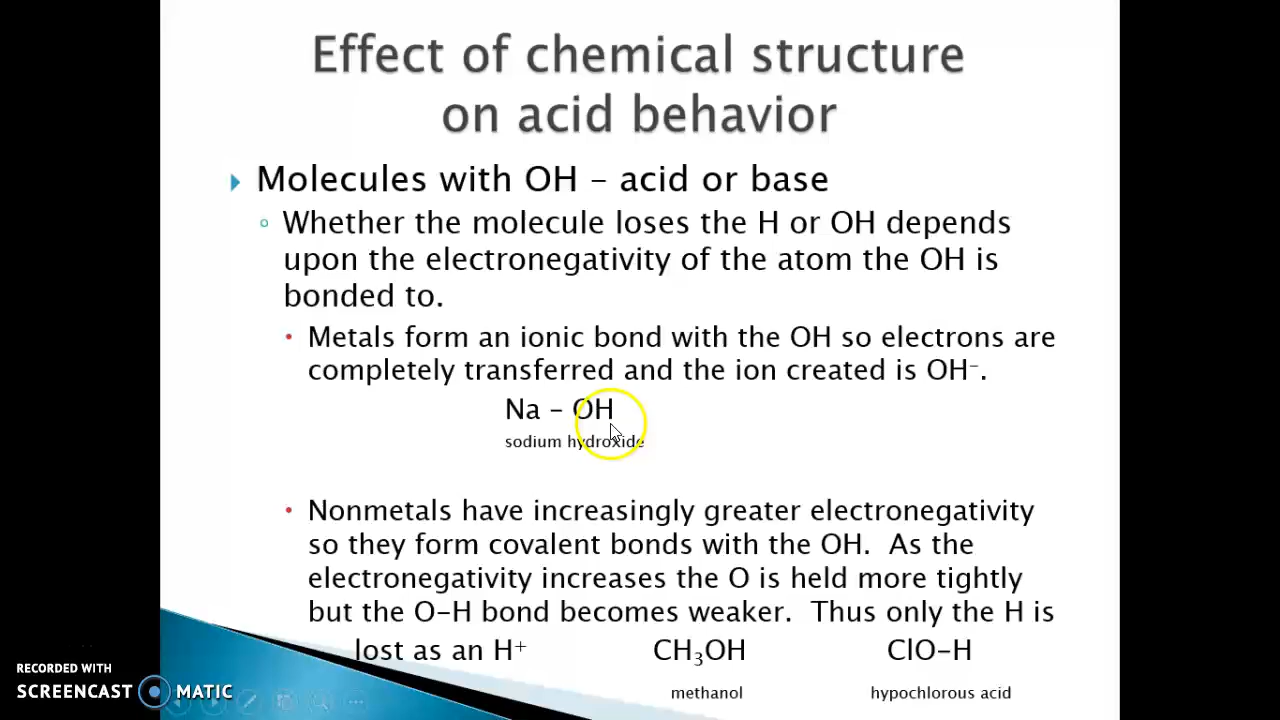 Effect of chemical structure
on acid behavior
Molecules with OH – acid or base
Whether the molecule loses the H or OH depends
upon the electronegativity of the atom the OH is
bonded to.
Metals form an ionic bond with the OH so electrons are
completely transferred and the ion created is OH⁻.
Na – OH
sodium hydroxide
Nonmetals have increasingly greater electronegativity
so they form covalent bonds with the OH.  As the
electronegativity increases the O is held more tightly
but the O-H bond becomes weaker.  Thus only the H is
lost as an H⁺ CH₃OH ClO-H
methanol hypochlorous acid
RECORDED WITH
SCREENCAST MATIC